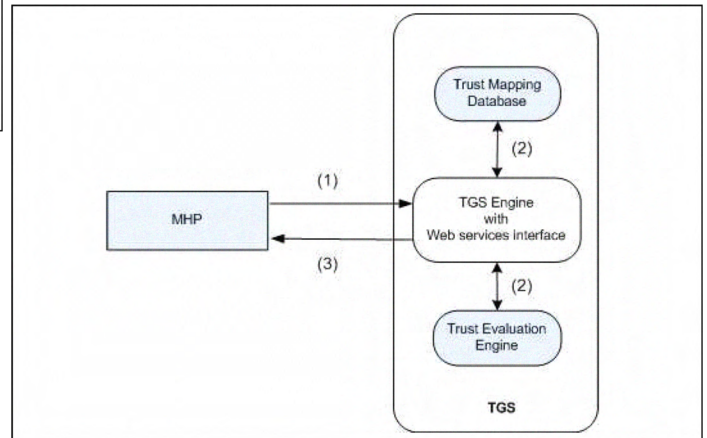 Trust Mapping
Database
(2)
(1)
MHP
TGS Engine
with
Web services interface
(3)
(2)
Trust Evaluation
Engine
TGS